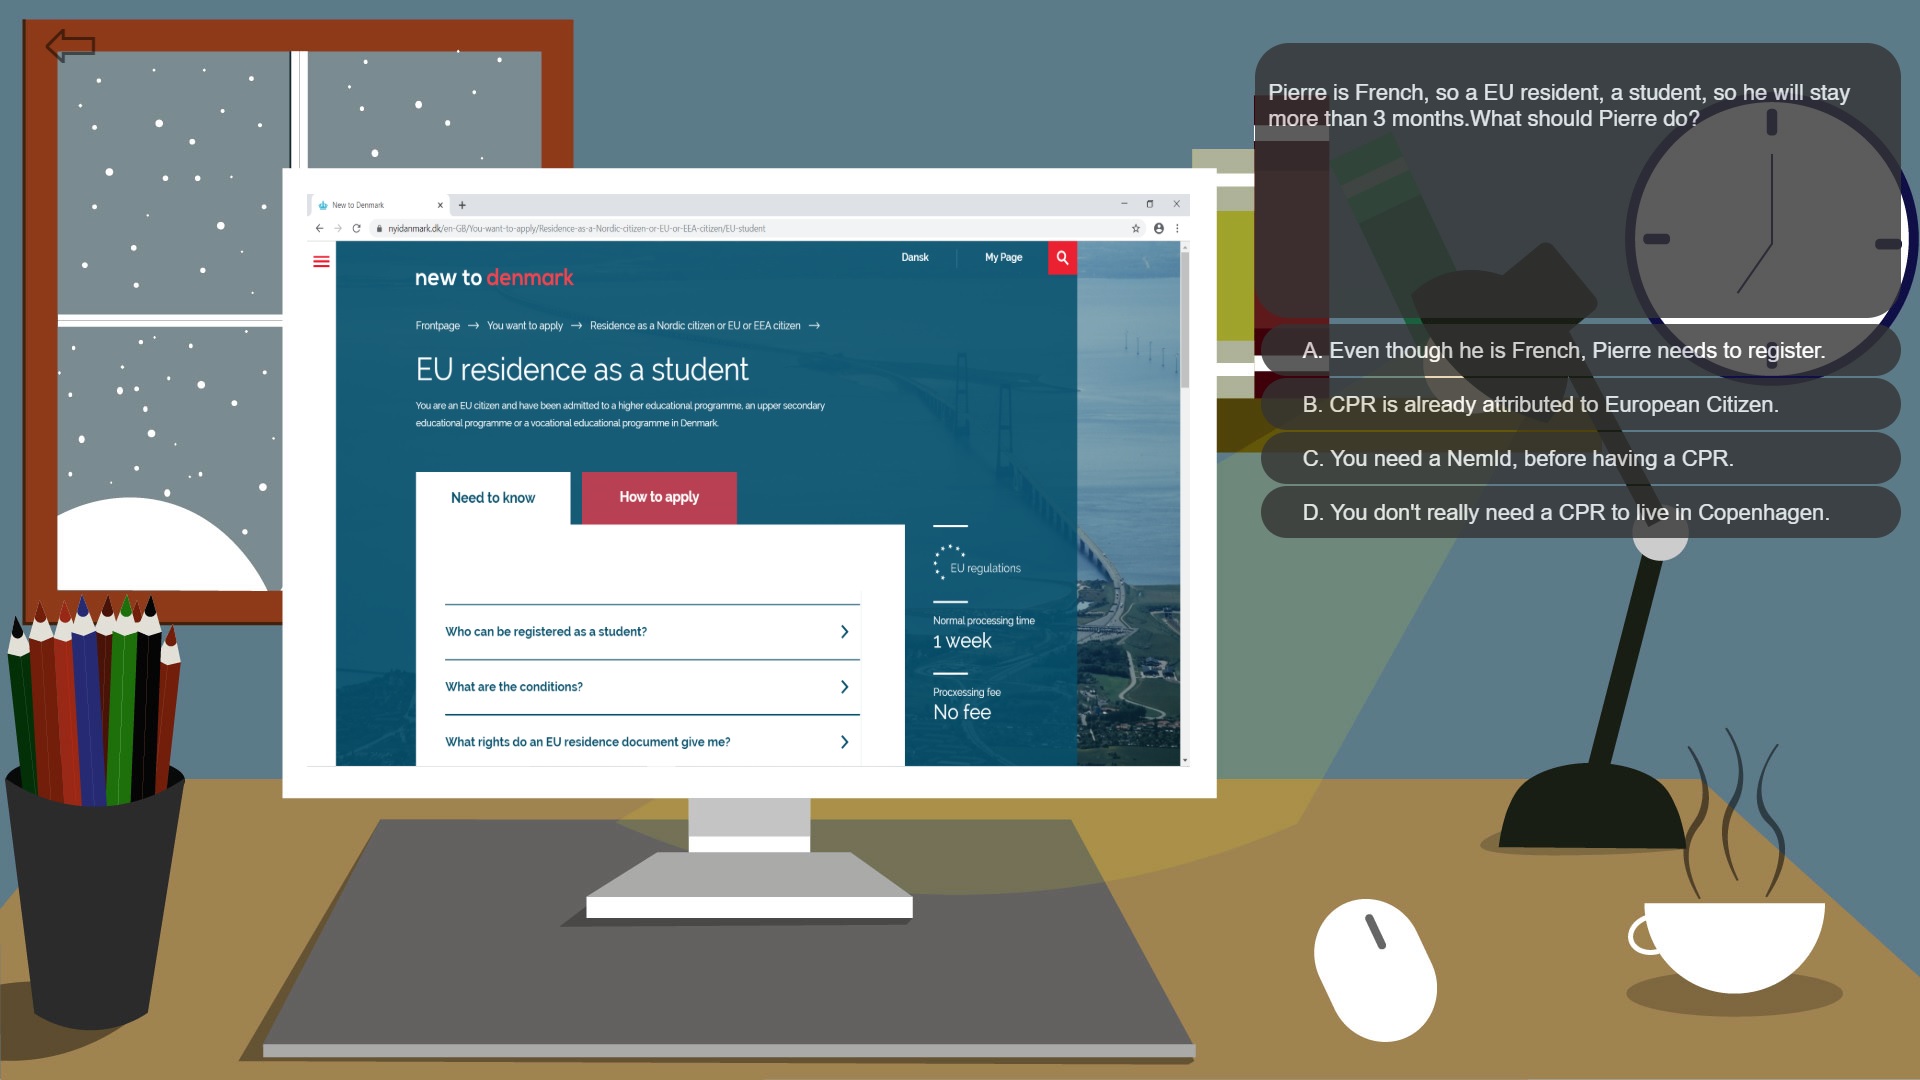 New to Denmark
nyidanmark.dk/en-GB/You-want-to-apply/Residence-as-a-Nordic-citizen-or-EU-or-EEA-citizen/EU-student
Dansk
My Page
new to denmark
Frontpage → You want to apply → Residence as a Nordic citizen or EU or EEA citizen →
EU residence as a student
You are an EU citizen and have been admitted to a higher educational programme, an upper secondary
educational programme or a vocational educational programme in Denmark.
Need to know
How to apply
EU regulations
Normal processing time
1 week
Procxessing fee
No fee
Who can be registered as a student?
What are the conditions?
What rights do an EU residence document give me?
Pierre is French, so a EU resident, a student, so he will stay
more than 3 months.What should Pierre do?
A. Even though he is French, Pierre needs to register.
B. CPR is already attributed to European Citizen.
C. You need a NemId, before having a CPR.
D. You don't really need a CPR to live in Copenhagen.